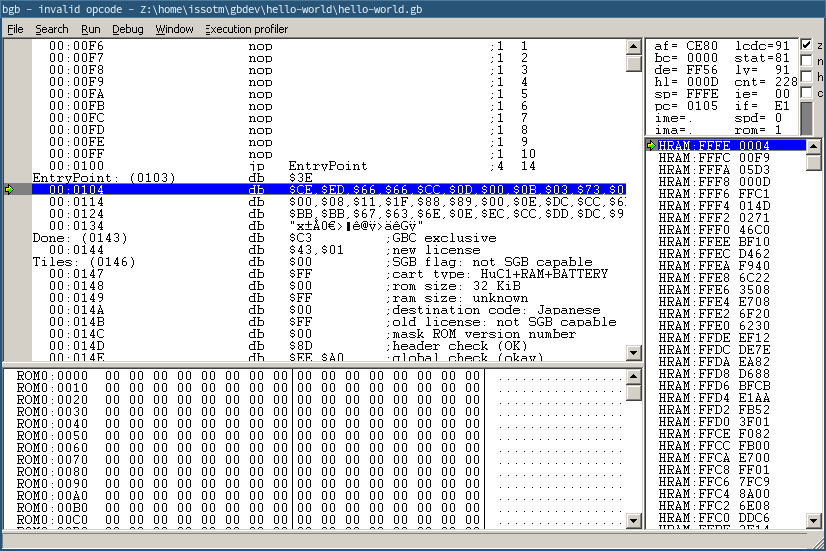 bgb - invalid opcode - Z:\home\issotm\gbdev\hello-world\hello-world.gb
File Search Run Debug Window Execution profiler
00:00F6 nop ;1 1
00:00F7 nop ;1 2
00:00F8 nop ;1 3
00:00F9 nop ;1 4
00:00FA nop ;1 5
00:00FB nop ;1 6
00:00FC nop ;1 7
00:00FD nop ;1 8
00:00FE nop ;1 9
00:00FF nop ;1 10
00:0100 jp EntryPoint ;4 14
EntryPoint: (0103) db $3E
00:0104 db $CE,$ED,$66,$66,$CC,$0D,$00,$0B,$03,$73,$0
00:0114 db $00,$08,$11,$1F,$88,$89,$00,$0E,$DC,$CC,$6
00:0124 db $BB,$BB,$67,$63,$6E,$0E,$EC,$CC,$DD,$DC,$9
00:0134 db
Done: (0143) db $C3 ;GBC exclusive
00:0144 db $43,$01 ;new license
Tiles: (0146) db $00 ;SGB flag: not SGB capable
00:0147 db $FF ;cart type: HuC1+RAM+BATTERY
00:0148 db $00 ;rom size: 32 KiB
00:0149 db $FF ;ram size: unknown
00:014A db $00 ;destination code: Japanese
00:014B db $FF ;old license: not SGB capable
00:014C db $00 ;mask ROM version number
00:014D db $8D ;header check (OK)
00:014E db $EE,$A0 ;global check (okay)
af= CE80 lcdc=91 z
bc= 0000 stat=81 n
de= FF56 ly= 91 h
hl= 000D cnt= 228 c
sp= FFFE ie= 00
pc= 0105 if= E1
ime=. spd= 0
ima=. rom= 1
HRAM:FFFE 0004
HRAM:FFFC 00F9
HRAM:FFFA 05D3
HRAM:FFF8 000D
HRAM:FFF6 FFC1
HRAM:FFF4 014D
HRAM:FFF2 0271
HRAM:FFF0 46C0
HRAM:FFEE BF10
HRAM:FFEC D462
HRAM:FFEA F940
HRAM:FFE8 6C22
HRAM:FFE6 3508
HRAM:FFE4 E708
HRAM:FFE2 6F20
HRAM:FFE0 6230
HRAM:FFDE EF12
HRAM:FFDC DE7E
HRAM:FFDA EA82
HRAM:FFD8 D688
HRAM:FFD6 BFCB
HRAM:FFD4 E1AA
HRAM:FFD2 FB52
HRAM:FFD0 3F01
HRAM:FFCE F082
HRAM:FFCC FB00
HRAM:FFCA E700
HRAM:FFC8 FF01
HRAM:FFC6 7FC9
HRAM:FFC4 8A00
HRAM:FFC2 6E08
HRAM:FFC0 DDC6
ROM0:0000 00 00 00 00 00 00 00 00 00 00 00 00 00 00 00 00 ................
ROM0:0010 00 00 00 00 00 00 00 00 00 00 00 00 00 00 00 00 ................
ROM0:0020 00 00 00 00 00 00 00 00 00 00 00 00 00 00 00 00 ................
ROM0:0030 00 00 00 00 00 00 00 00 00 00 00 00 00 00 00 00 ................
ROM0:0040 00 00 00 00 00 00 00 00 00 00 00 00 00 00 00 00 ................
ROM0:0050 00 00 00 00 00 00 00 00 00 00 00 00 00 00 00 00 ................
ROM0:0060 00 00 00 00 00 00 00 00 00 00 00 00 00 00 00 00 ................
ROM0:0070 00 00 00 00 00 00 00 00 00 00 00 00 00 00 00 00 ................
ROM0:0080 00 00 00 00 00 00 00 00 00 00 00 00 00 00 00 00 ................
ROM0:0090 00 00 00 00 00 00 00 00 00 00 00 00 00 00 00 00 ................
ROM0:00A0 00 00 00 00 00 00 00 00 00 00 00 00 00 00 00 00 ................
ROM0:00B0 00 00 00 00 00 00 00 00 00 00 00 00 00 00 00 00 ................
ROM0:00C0 00 00 00 00 00 00 00 00 00 00 00 00 00 00 00 00 ................